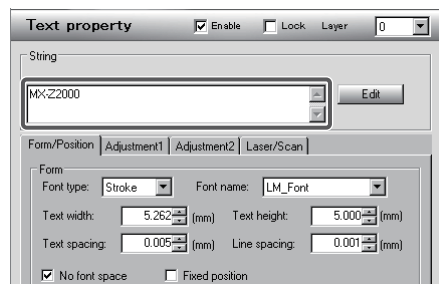 Text property Enable Lock Layer 0
String
MX-Z2000
Edit
Form/Position Adjustment1 Adjustment2 Laser/Scan
Form
Font type: Stroke Font name: LM_Font
Text width: 5.262 (mm) Text height: 5.000 (mm)
Text spacing: 0.005 (mm) Line spacing: 0.001 (mm)
No font space Fixed position